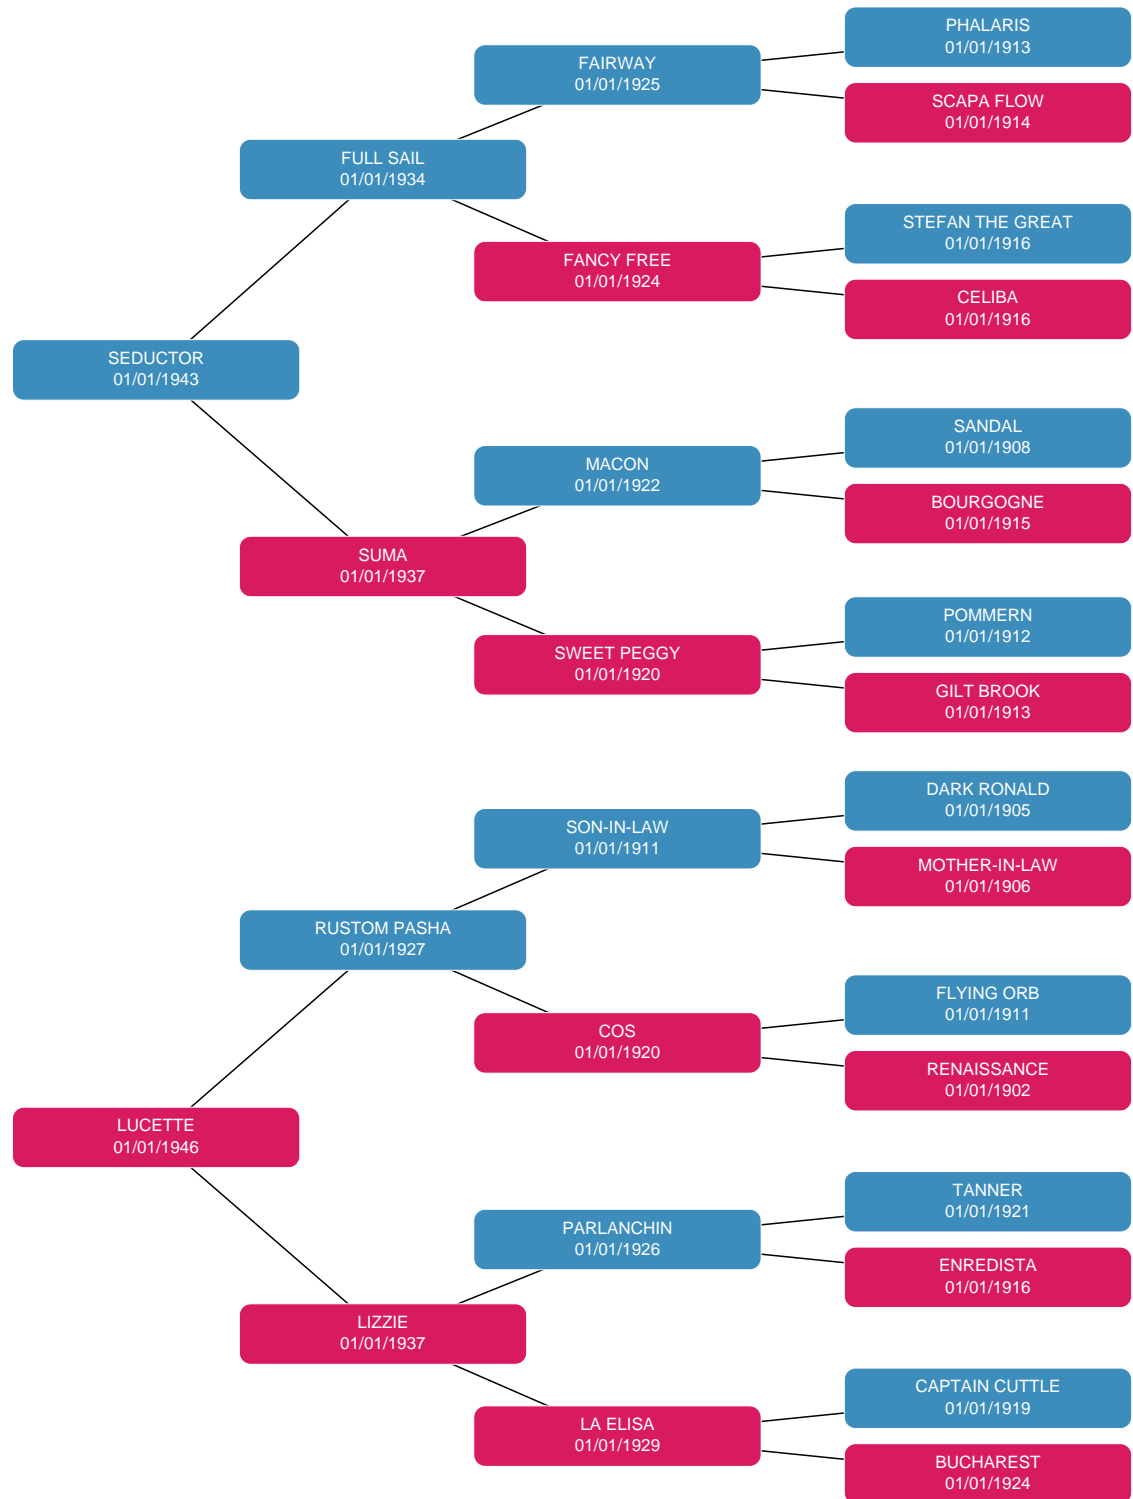 PHALARIS
01/01/1913
FAIRWAY
01/01/1925
SCAPA FLOW
01/01/1914
FULL SAIL
01/01/1934
STEFAN THE GREAT
01/01/1916
FANCY FREE
01/01/1924
CELIBA
01/01/1916
SEDUCTOR
01/01/1943
SANDAL
01/01/1908
MACON
01/01/1922
BOURGOGNE
01/01/1915
SUMA
01/01/1937
POMMERN
01/01/1912
SWEET PEGGY
01/01/1920
GILT BROOK
01/01/1913
DARK RONALD
01/01/1905
SON-IN-LAW
01/01/1911
MOTHER-IN-LAW
01/01/1906
RUSTOM PASHA
01/01/1927
FLYING ORB
01/01/1911
COS
01/01/1920
RENAISSANCE
01/01/1902
LUCETTE
01/01/1946
TANNER
01/01/1921
PARLANCHIN
01/01/1926
ENREDISTA
01/01/1916
LIZZIE
01/01/1937
CAPTAIN CUTTLE
01/01/1919
LA ELISA
01/01/1929
BUCHAREST
01/01/1924